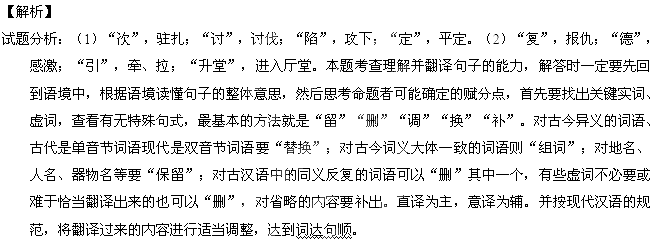 【解析】
试题分析：（1）“次”，驻扎；“讨”，讨伐；“陷”，攻下；“定”，平定。（2）“复”，报仇；“德”，
感激；“引”，牵、拉；“升堂”，进入厅堂。本题考查理解并翻译句子的能力，解答时一定要先回
到语境中，根据语境读懂句子的整体意思，然后思考命题者可能确定的赋分点，首先要找出关键实词、
虚词，查看有无特殊句式，最基本的方法就是“留”“删”“调”“换”“补”。对古今异义的词语、
古代是单音节词语现代是双音节词语要“替换”；对古今词义大体一致的词语则“组词”；对地名、
人名、器物名等要“保留”；对古汉语中的同义反复的词语可以“删”其中一个，有些虚词不必要或
难于恰当翻译出来的也可以“删”，对省略的内容要补出。直译为主，意译为辅。并按现代汉语的规
范，将翻译过来的内容进行适当调整，达到词达句顺。